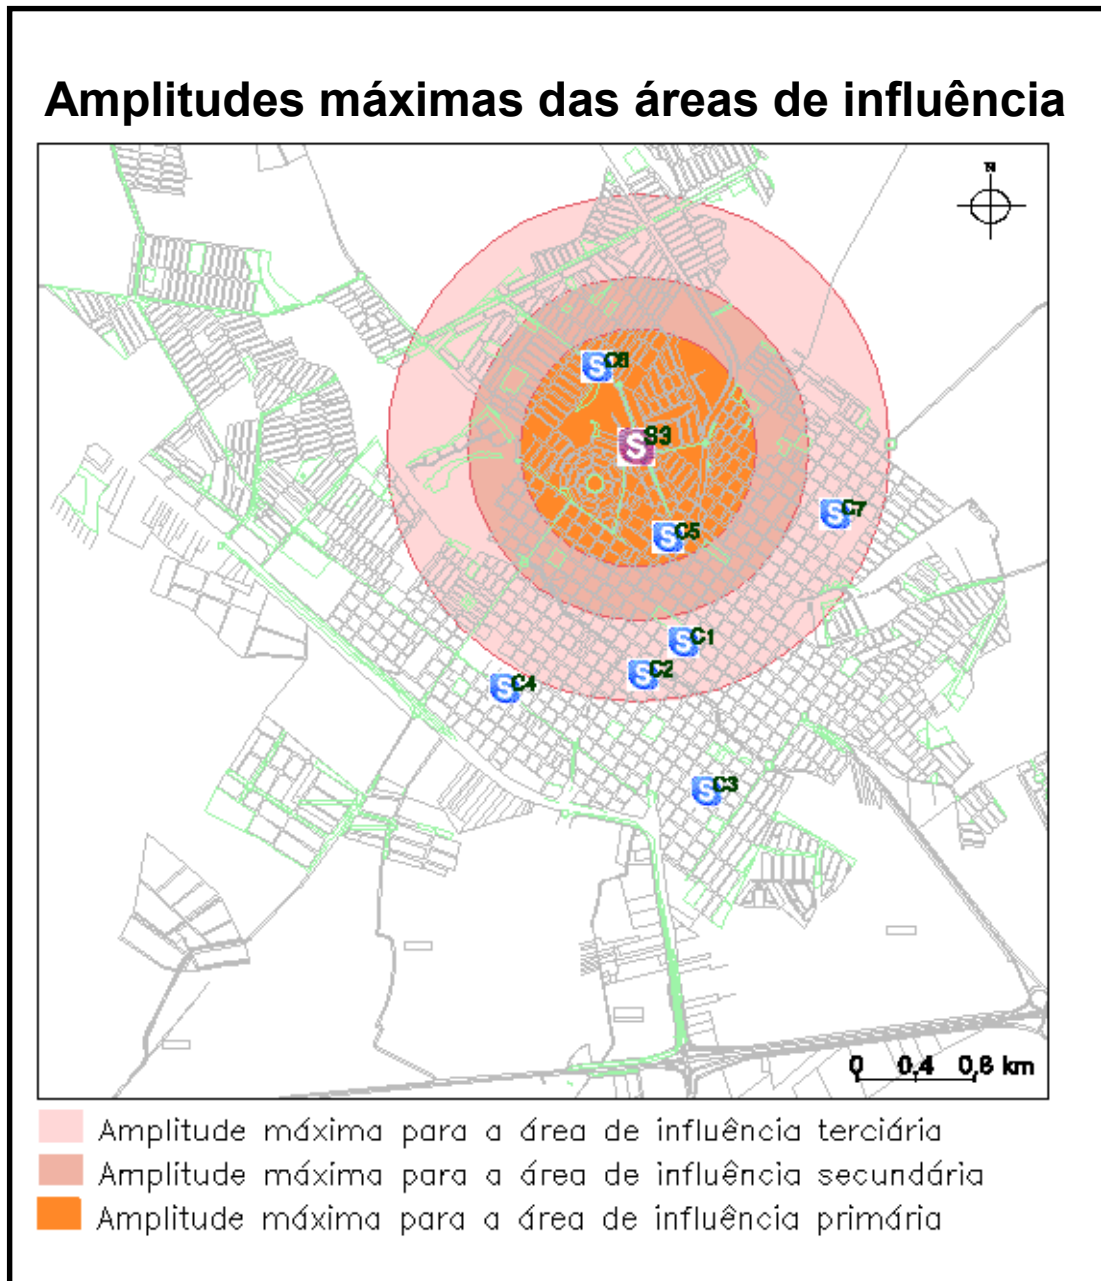 Amplitudes máximas das áreas de influência
N
S C6
S S3
S C7
S C5
S C1
S C2
S C4
S C3
0 0,4 0,8 km
Amplitude máxima para a área de influência terciária
Amplitude máxima para a área de influência secundária
Amplitude máxima para a área de influência primária